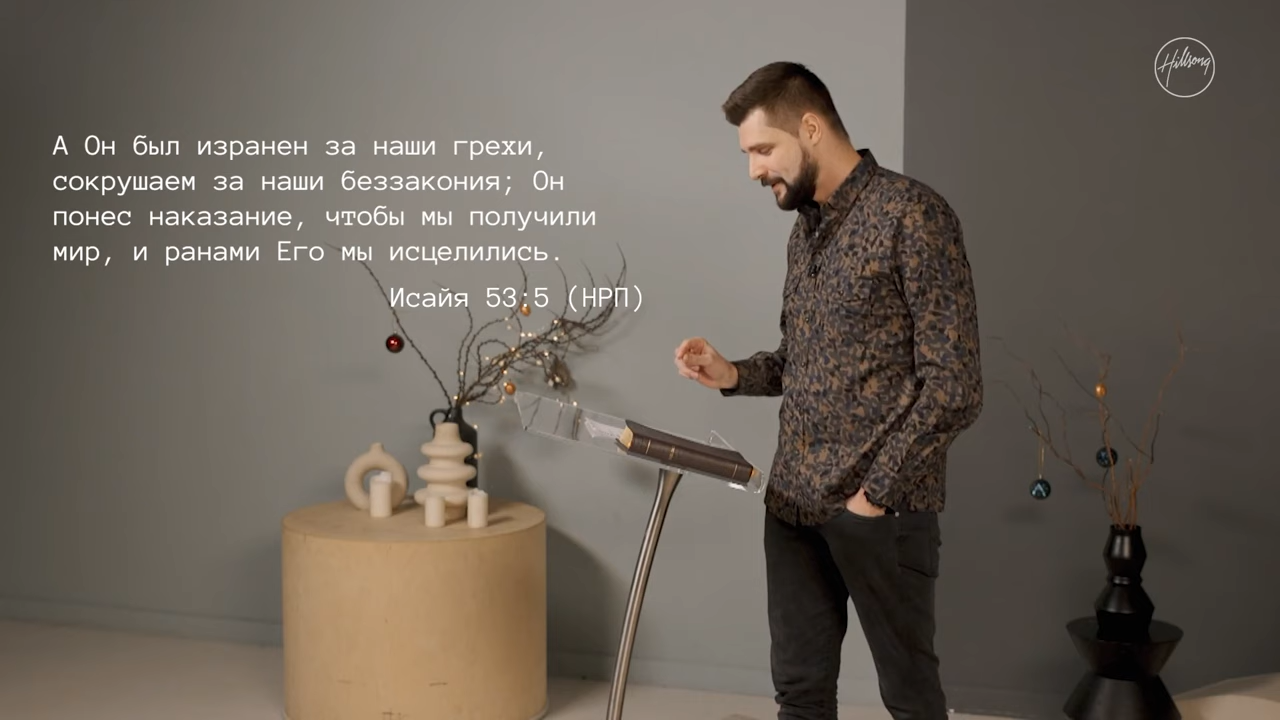 Hillsong
А Он был изранен за наши грехи,
сокрушаем за наши беззакония; Он
понес наказание, чтобы мы получили
мир, и ранами Его мы исцелились.
Исайя 53:5 (НРП)